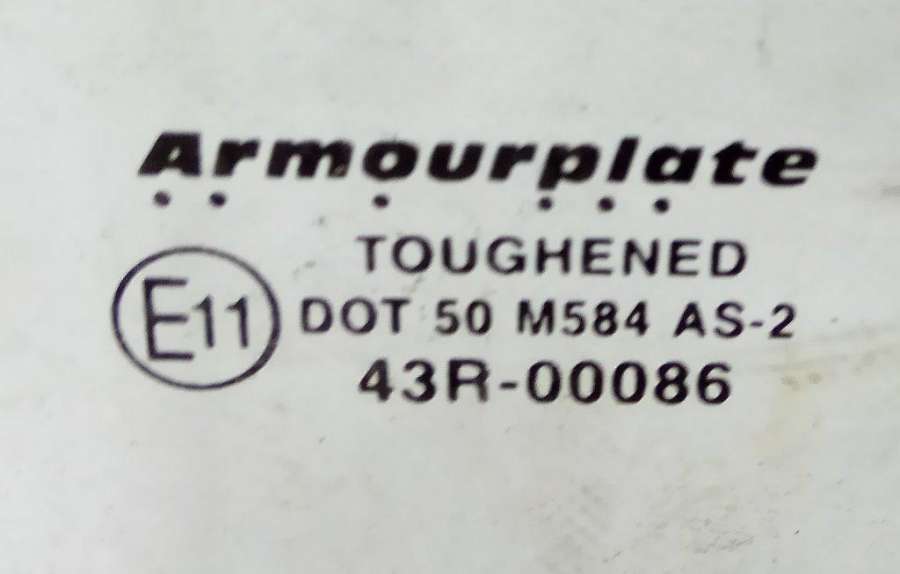 Armourplate
TOUGHENED
E11 DOT 50 M584 AS-2
43R-00086